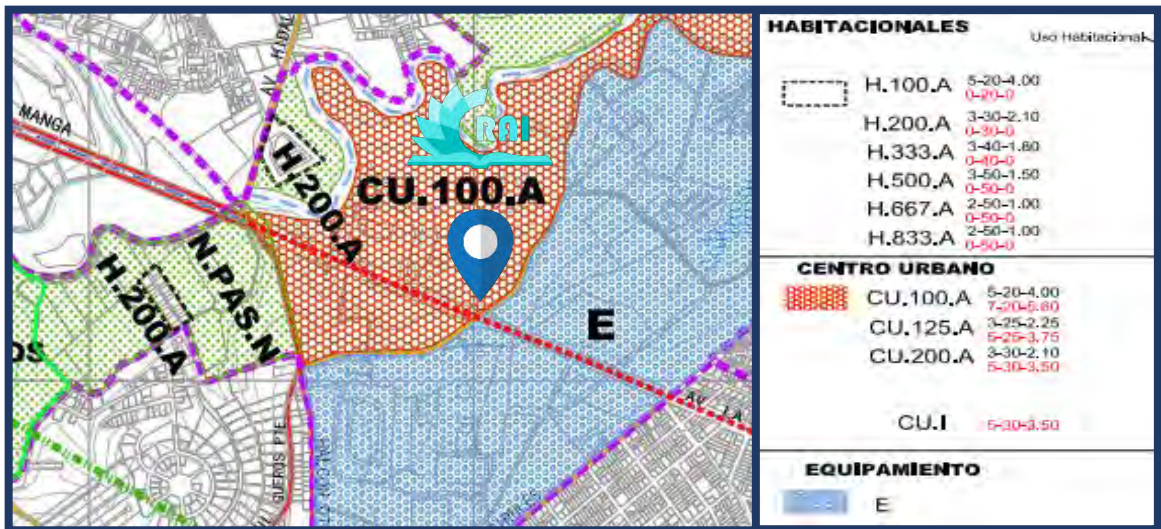 AV HIDAL
MANGA
RNI
CU.100.A
H.200.A
N.PAS.N
H.200.A
OS
E
AV LA
HABITACIONALES
Uso Habitacional
H.100.A 5-20-4.00
0-20-0
H.200.A 3-30-2.10
0-30-0
H.333.A 3-40-1.80
0-40-0
H.500.A 3-50-1.50
0-50-0
H.667.A 2-50-1.00
0-50-0
H.833.A 2-50-1.00
0-50-0
CENTRO URBANO
CU.100.A 5-20-4.00
7-20-5.60
CU.125.A 3-25-2.25
5-25-3.75
CU.200.A 3-30-2.10
5-30-3.50
CU.I 5-30-3.50
EQUIPAMIENTO
E